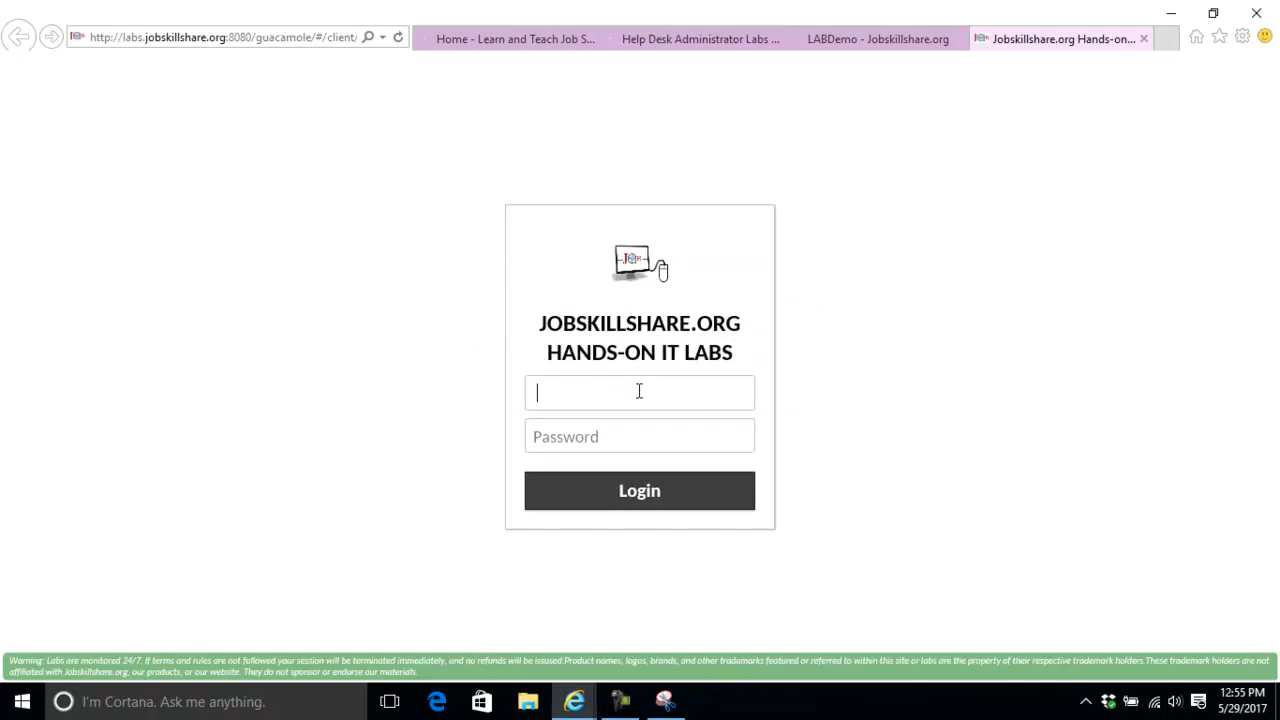 http://labs.jobskillshare.org:8080/guacamole/#/client/
Home - Learn and Teach Job S...
Help Desk Administrator Labs ...
LABDemo - Jobskillshare.org
Jobskillshare.org Hands-on...
JOBSKILLSHARE.ORG
HANDS-ON IT LABS
Password
Login
Warning: Labs are monitored 24/7. If terms and rules are not followed your session will be terminated immediately, and no refunds will be issused.Product names, logos, brands, and other trademarks featured or referred to within this site or labs are the property of their respective trademark holders.These trademark holders are not
affiliated with Jobskillshare.org, our products, or our website. They do not sponsor or endorse our materials.
I'm Cortana. Ask me anything.
12:55 PM
5/29/2017